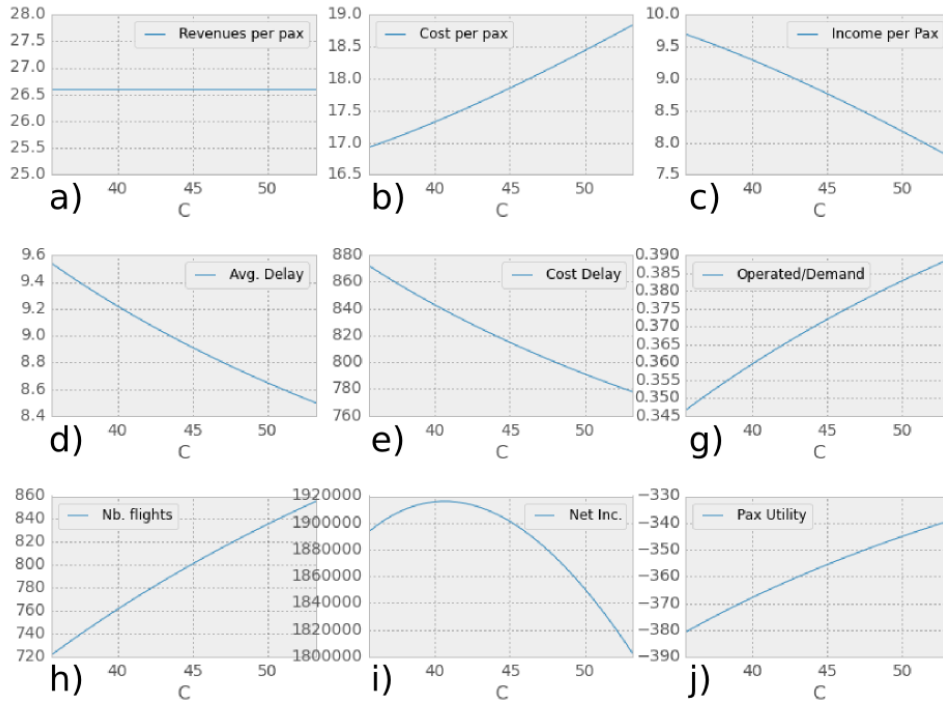 28.0
27.5
27.0
26.5
26.0
25.5
25.0
Revenues per pax
40 45 50
a)
C
19.0
18.5
18.0
17.5
17.0
16.5
Cost per pax
40 45 50
b)
C
10.0
9.5
9.0
8.5
8.0
7.5
Income per Pax
40 45 50
c)
C
9.6
9.4
9.2
9.0
8.8
8.6
8.4
Avg. Delay
40 45 50
d)
C
880
860
840
820
800
780
760
Cost Delay
40 45 50
e)
C
0.390
0.385
0.380
0.375
0.370
0.365
0.360
0.355
0.350
0.345
Operated/Demand
40 45 50
g)
C
860
840
820
800
780
760
740
720
Nb. flights
40 45 50
h)
C
1920000
1900000
1880000
1860000
1840000
1820000
1800000
Net Inc.
40 45 50
i)
C
−330
−340
−350
−360
−370
−380
−390
Pax Utility
40 45 50
j)
C